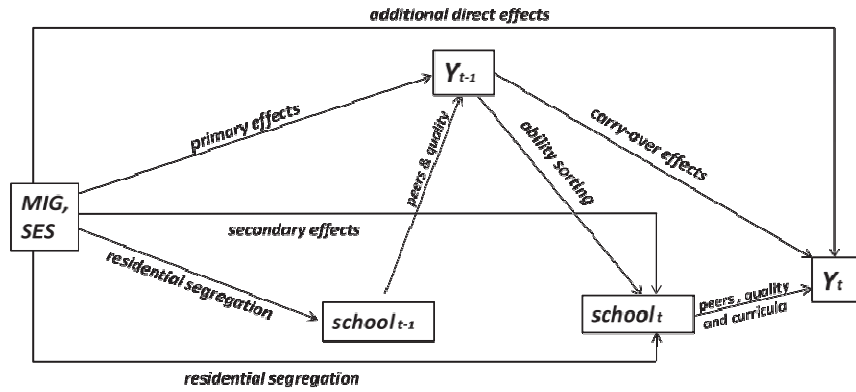 additional direct effects
Y t-1
primary effects
peers & quality
ability sorting
carry-over effects
MIG,
SES
secondary effects
residential segregation
Y t
school t-1
school t
peers, quality
and curricula
residential segregation